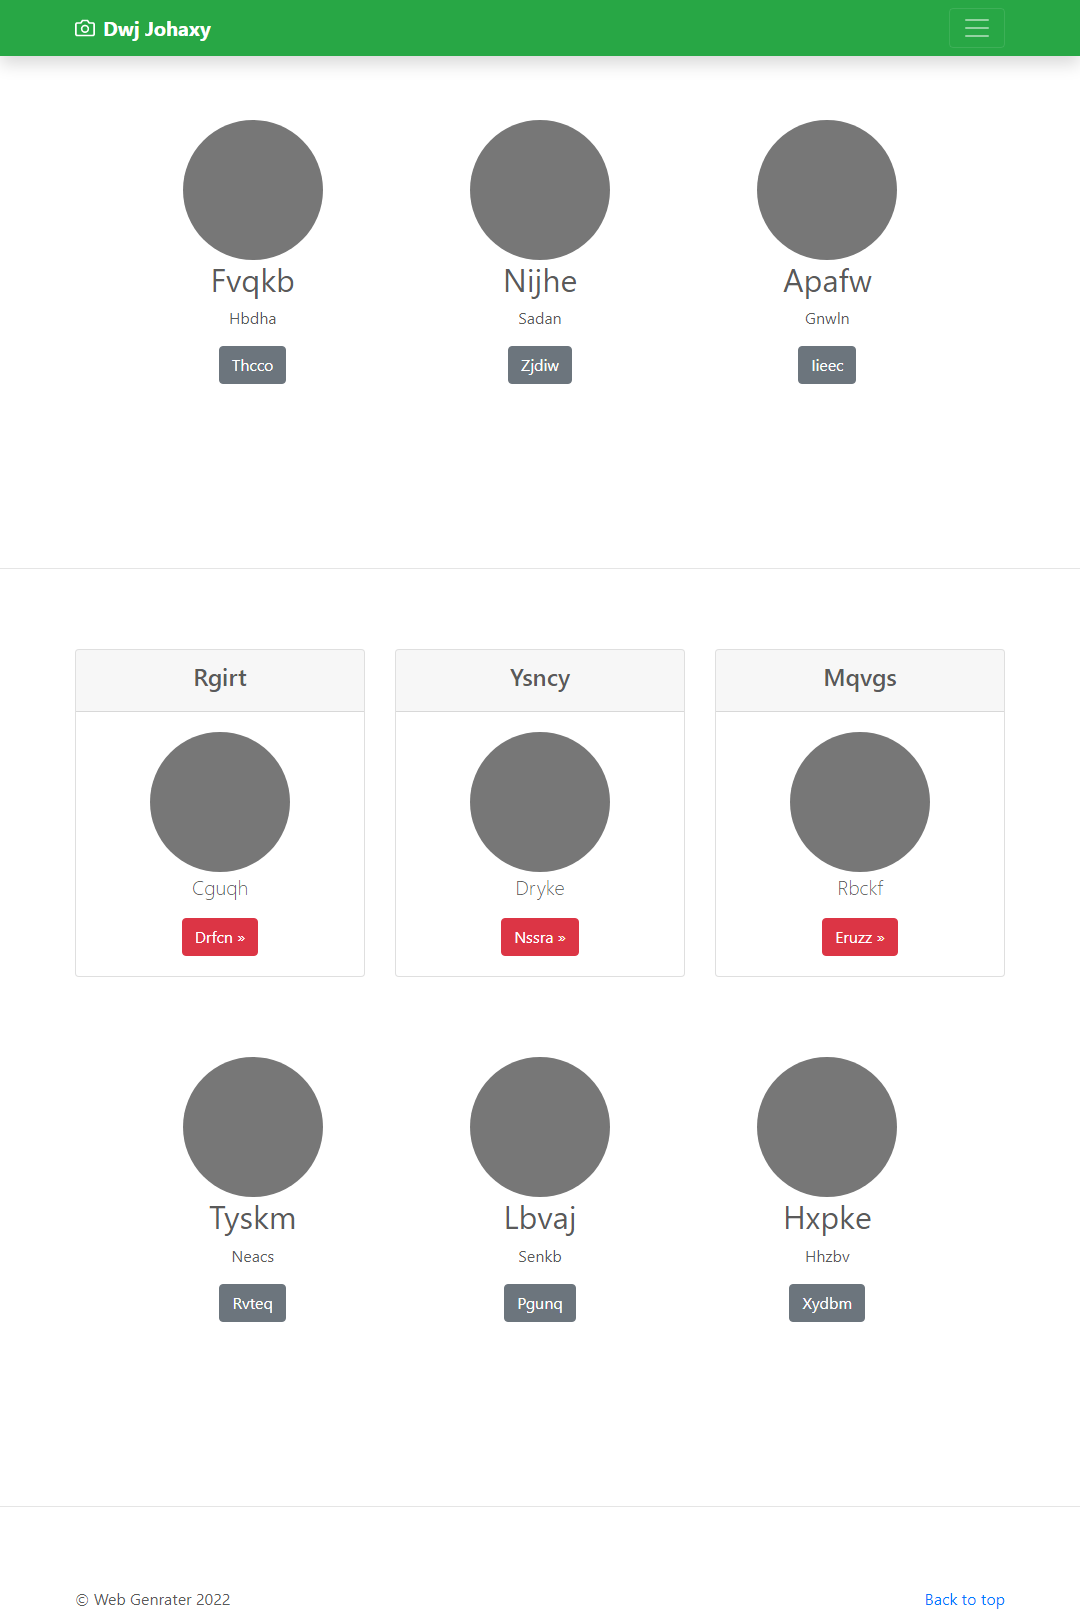 Dwj Johaxy
Fvqkb Nijhe Apafw
Hbdha Sadan Gnwln
Thcco Zjdiw Iieec
Rgirt Ysncy Mqvgs
Cguqh Dryke Rbckf
Drfcn » Nssra » Eruzz »
Tyskm Lbvaj Hxpke
Neacs Senkb Hhzbv
Rvteq Pgunq Xydbm
© Web Genrater 2022 Back to top